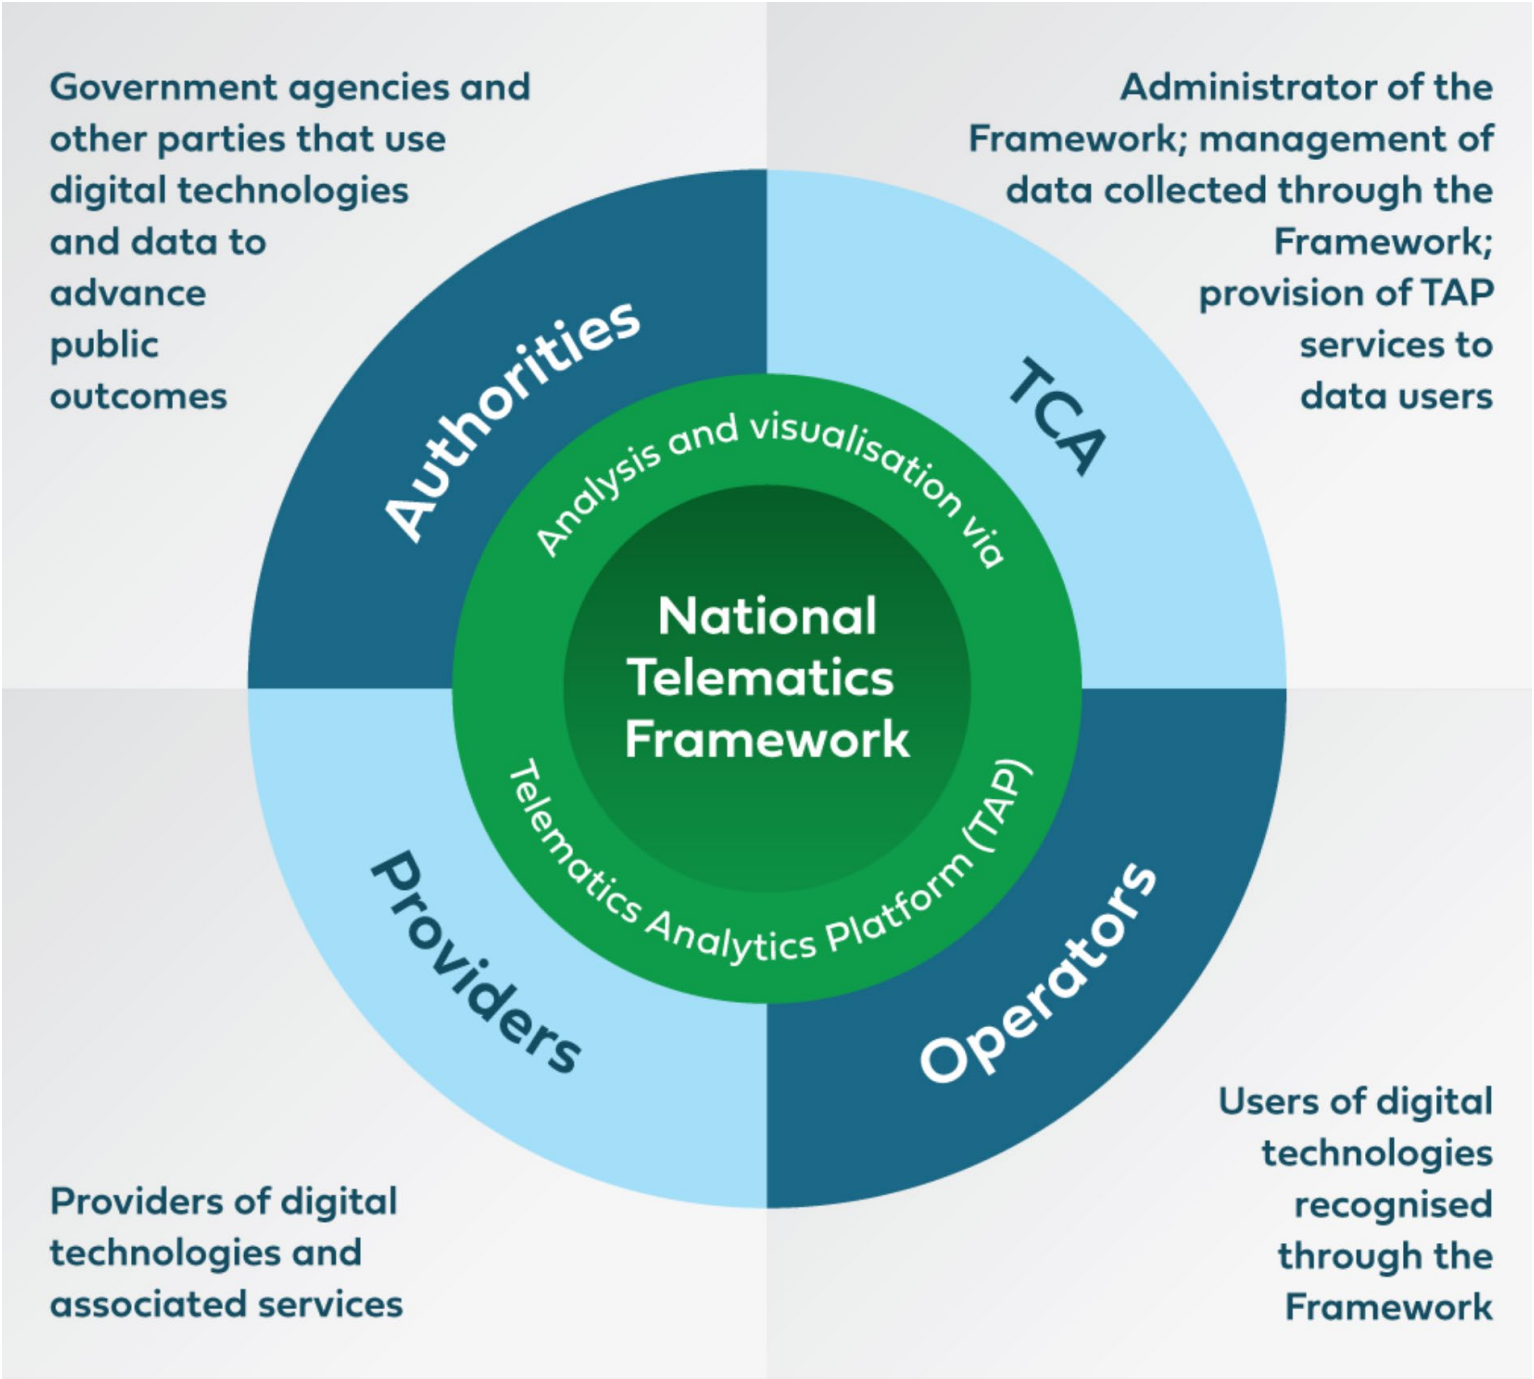 Government agencies and
other parties that use
digital technologies
and data to
advance
public
outcomes
Administrator of the
Framework; management of
data collected through the
Framework;
provision of TAP
services to
data users
Authorities
TCA
Analysis and visualisation via
National
Telematics
Framework
Telematics Analytics Platform (TAP)
Providers
Operators
Providers of digital
technologies and
associated services
Users of digital
technologies
recognised
through the
Framework